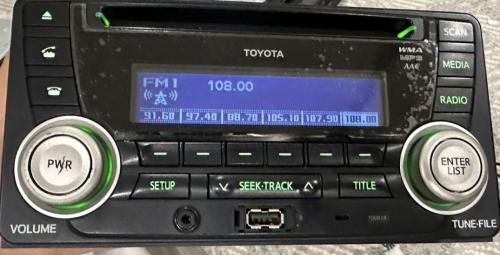 SCAN
TOYOTA
WMA
MP3
AAC
MEDIA
FM1 108.00
RADIO
91.60 97.40 88.70 105.10 107.90 108.00
PWR
ENTER
LIST
SETUP
SEEK·TRACK
TITLE
VOLUME
TUNE·FILE